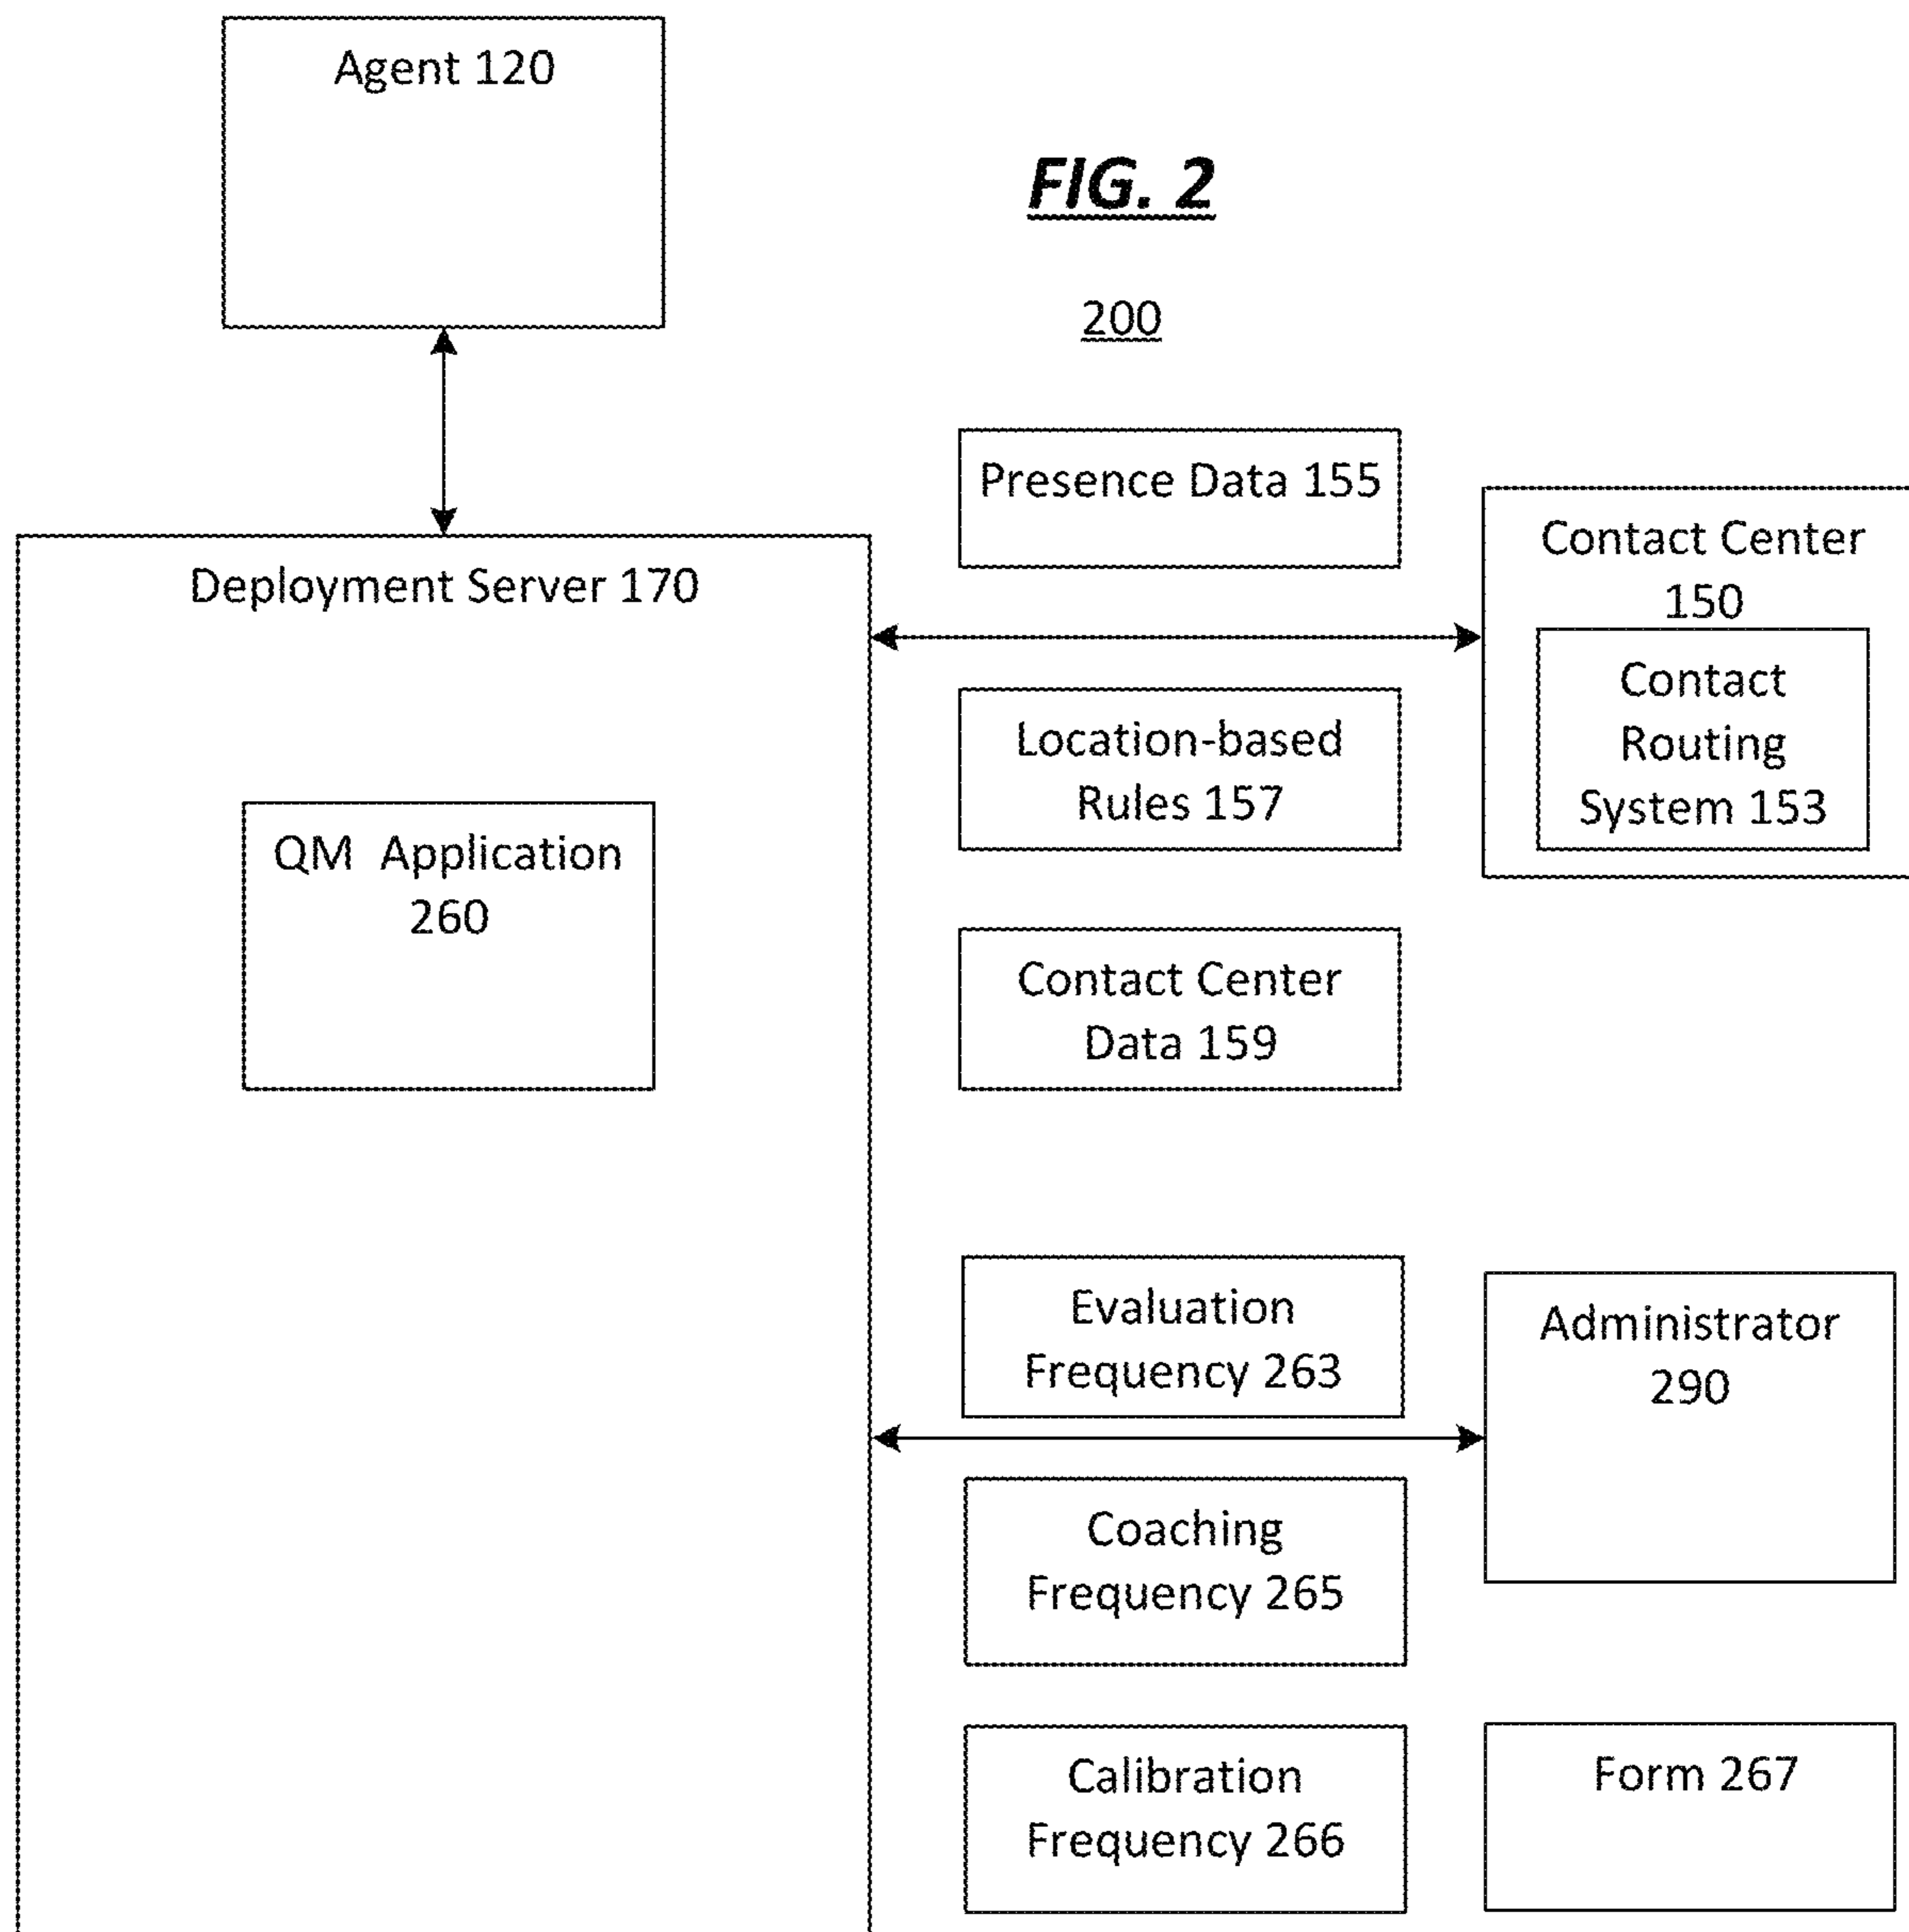 Agent 120
FIG. 2
200
Presence Data 155
Contact Center
150
Deployment Server 170
Contact
Routing
System 153
Location-based
Rules 157
QM Application
260
Contact Center
Data 159
Evaluation
Frequency 263
Administrator
290
Coaching
Frequency 265
Calibration
Frequency 266
Form 267